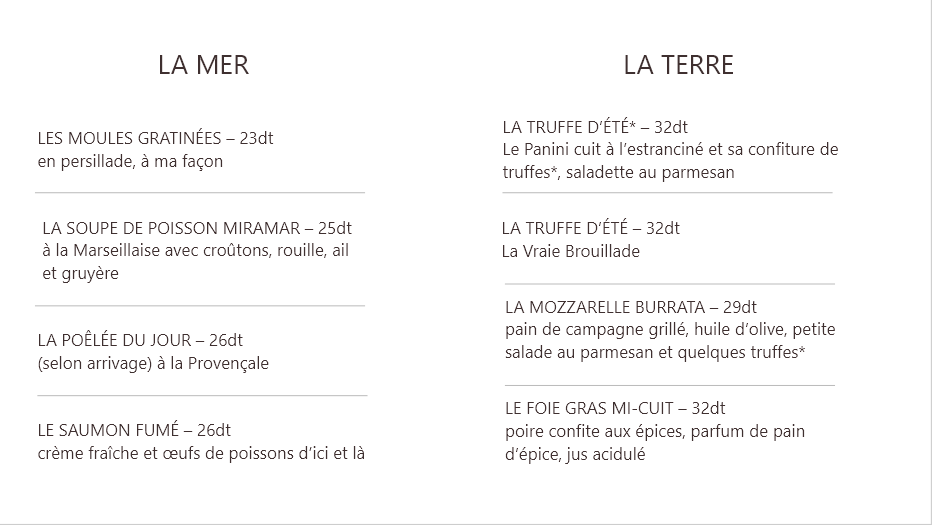 LA MER
LES MOULES GRATINÉES – 23dt
en persillade, à ma façon
LA SOUPE DE POISSON MIRAMAR – 25dt
à la Marseillaise avec croûtons, rouille, ail
et gruyère
LA POÊLÉE DU JOUR – 26dt
(selon arrivage) à la Provençale
LE SAUMON FUMÉ – 26dt
crème fraîche et œufs de poissons d’ici et là
LA TERRE
LA TRUFFE D’ÉTÉ* – 32dt
Le Panini cuit à l’estranciné et sa confiture de
truffes*, saladette au parmesan
LA TRUFFE D’ÉTÉ – 32dt
La Vraie Brouillade
LA MOZZARELLE BURRATA – 29dt
pain de campagne grillé, huile d’olive, petite
salade au parmesan et quelques truffes*
LE FOIE GRAS MI-CUIT – 32dt
poire confite aux épices, parfum de pain
d’épice, jus acidulé